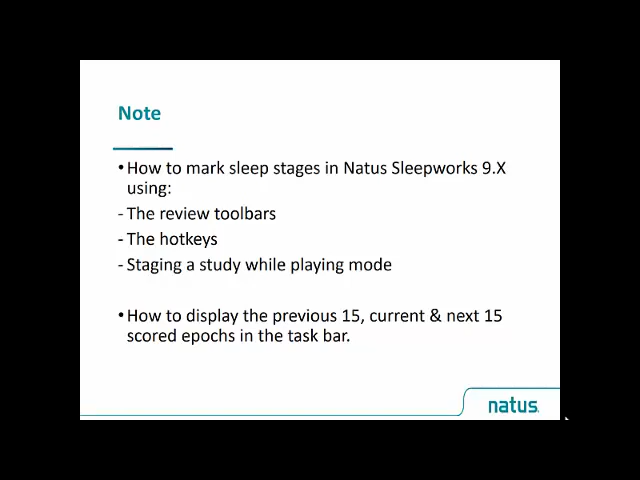 Note
•How to mark sleep stages in Natus Sleepworks 9.X
using:
- The review toolbars
- The hotkeys
- Staging a study while playing mode
•How to display the previous 15, current & next 15
scored epochs in the task bar.
natus.